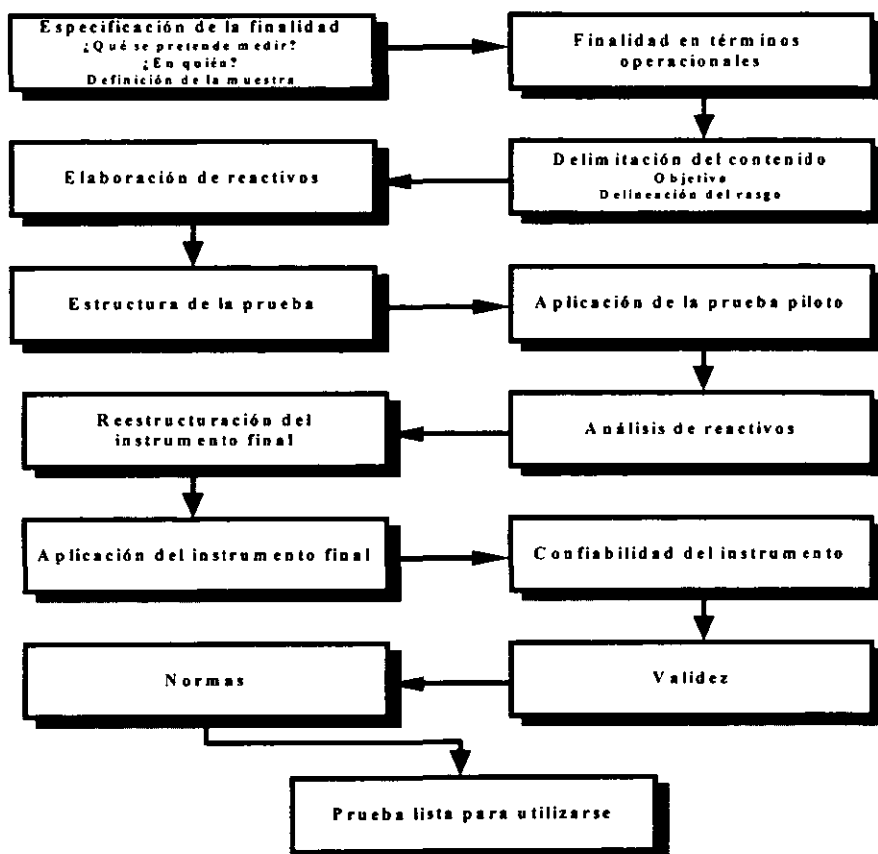 Especificación de la finalidad
¿Qué se pretende medir?
¿En quién?
Definición de la muestra
Finalidad en términos
operacionales
Delimitación del contenido
Objetivo
Delineación del rasgo
Elaboración de reactivos
Estructura de la prueba
Aplicación de la prueba piloto
Análisis de reactivos
Reestructuración del
instrumento final
Aplicación del instrumento final
Confiabilidad del instrumento
Validez
Normas
Prueba lista para utilizarse